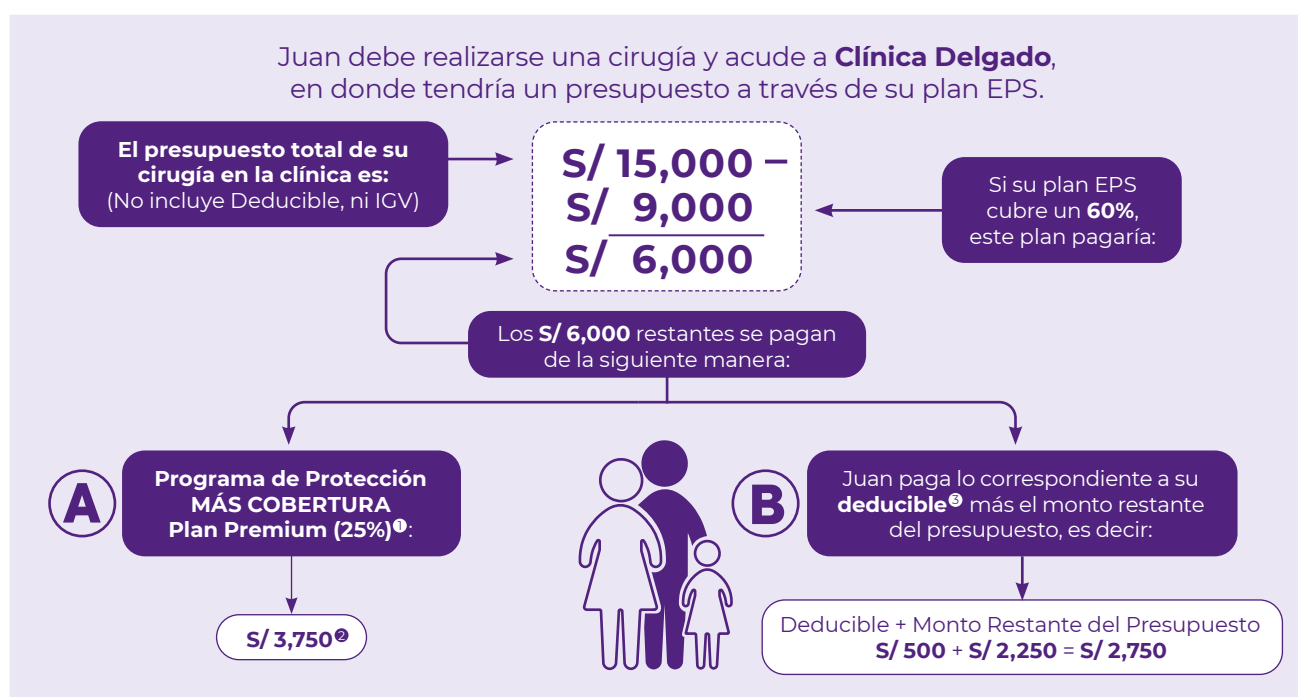 Juan debe realizarse una cirugía y acude a Clínica Delgado,
en donde tendría un presupuesto a través de su plan EPS.
El presupuesto total de su
cirugía en la clínica es:
(No incluye Deducible, ni IGV)
S/ 15,000 –
S/ 9,000
S/ 6,000
Si su plan EPS
cubre un 60%,
este plan pagaría:
Los S/ 6,000 restantes se pagan
de la siguiente manera:
A
Programa de Protección
MÁS COBERTURA
Plan Premium (25%)❶:
S/ 3,750❷
B
Juan paga lo correspondiente a su
deducible❸ más el monto restante
del presupuesto, es decir:
Deducible + Monto Restante del Presupuesto
S/ 500 + S/ 2,250 = S/ 2,750